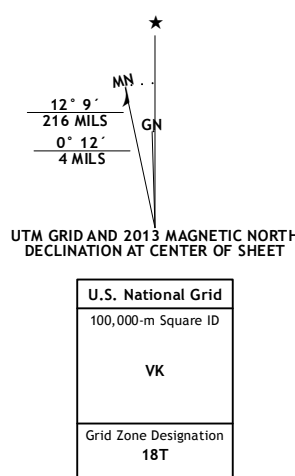 ★
MN
12° 9´
216 MILS
GN
0° 12´
4 MILS
UTM GRID AND 2013 MAGNETIC NORTH
DECLINATION AT CENTER OF SHEET
U.S. National Grid
100,000-m Square ID
VK
Grid Zone Designation
18T